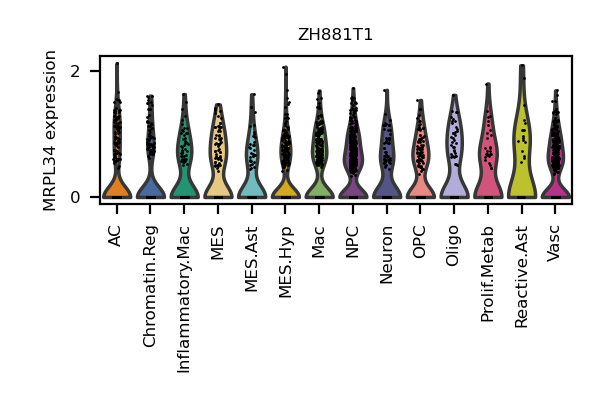 ZH881T1
MRPL34 expression
2
0
AC
Chromatin.Reg
Inflammatory.Mac
MES
MES.Ast
MES.Hyp
Mac
NPC
Neuron
OPC
Oligo
Prolif.Metab
Reactive.Ast
Vasc